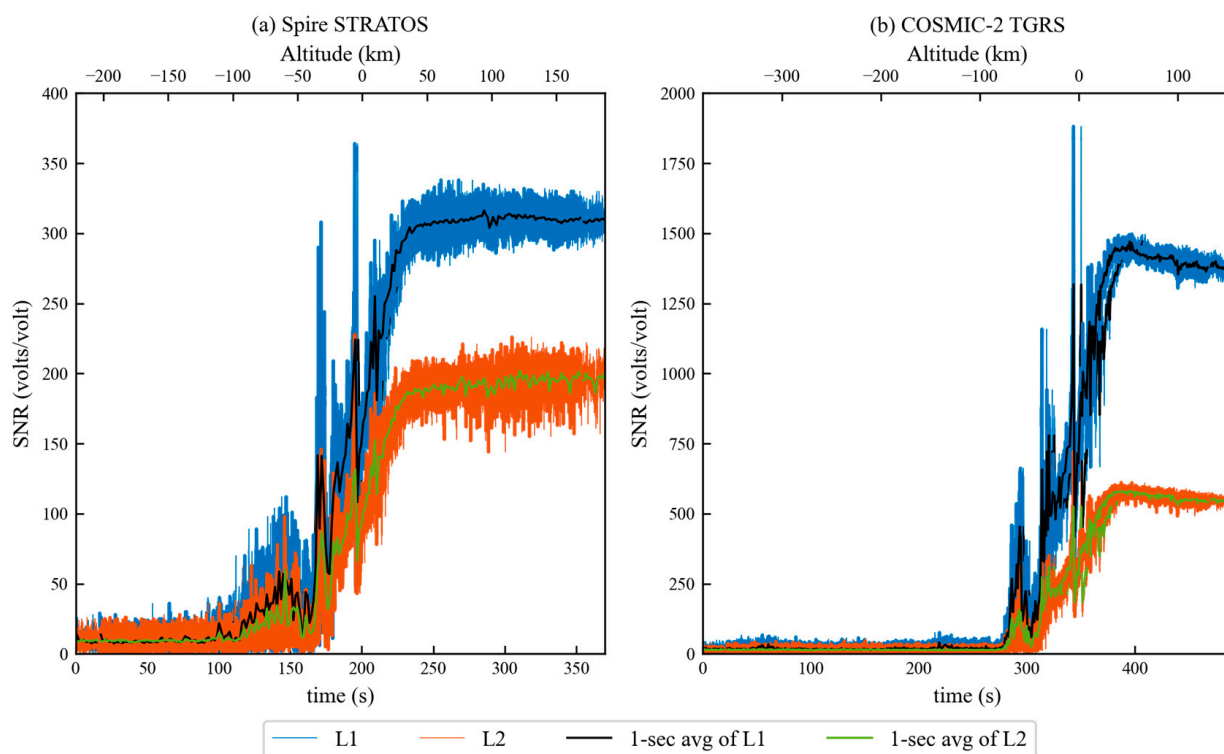 (a) Spire STRATOS
Altitude (km)
−200 −150 −100 −50 0 50 100 150
400
350
300
250
200
150
100
50
0
SNR (volts/volt)
0 50 100 150 200 250 300 350
time (s)
(b) COSMIC-2 TGRS
Altitude (km)
−300 −200 −100 0 100
2000
1750
1500
1250
1000
750
500
250
0
SNR (volts/volt)
0 100 200 300 400
time (s)
L1 L2 1-sec avg of L1 1-sec avg of L2